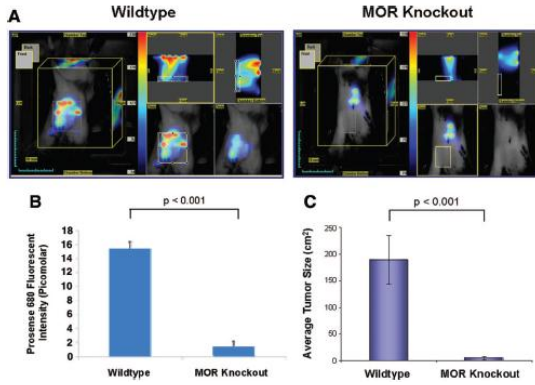 A
Wildtype
MOR Knockout
B
p < 0.001
Prosense 680 Fluorescent
Intensity (Picomolar)
18
16
14
12
10
8
6
4
2
0
Wildtype
MOR Knockout
C
p < 0.001
Average Tumor Size (cm²)
250
200
150
100
50
0
Wildtype
MOR Knockout